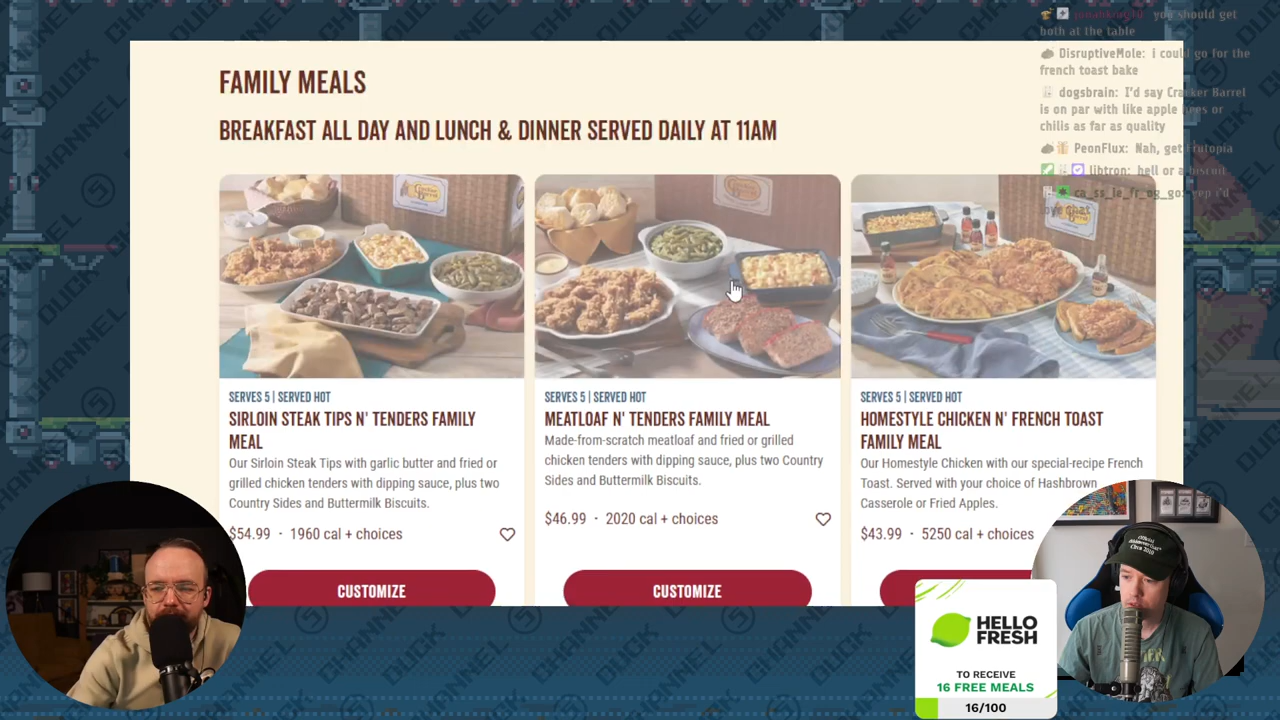 you should get
both at the table
DisruptiveMole: i could go for the
french toast bake
dogsbrain: I'd say Cracker Barrel
is on par with like apple bees or
chilis as far as quality
PeonFlux: Nah, get Frutopia
libtron: hell or a biscuit
yep i'd
love that
FAMILY MEALS
BREAKFAST ALL DAY AND LUNCH & DINNER SERVED DAILY AT 11AM
SERVES 5 | SERVED HOT
SIRLOIN STEAK TIPS N' TENDERS FAMILY
MEAL
Our Sirloin Steak Tips with garlic butter and fried or
grilled chicken tenders with dipping sauce, plus two
Country Sides and Buttermilk Biscuits.
$54.99 · 1960 cal + choices
CUSTOMIZE
SERVES 5 | SERVED HOT
MEATLOAF N' TENDERS FAMILY MEAL
Made-from-scratch meatloaf and fried or grilled
chicken tenders with dipping sauce, plus two Country
Sides and Buttermilk Biscuits.
$46.99 · 2020 cal + choices
CUSTOMIZE
SERVES 5 | SERVED HOT
HOMESTYLE CHICKEN N' FRENCH TOAST
FAMILY MEAL
Our Homestyle Chicken with our special-recipe French
Toast. Served with your choice of Hashbrown
Casserole or Fried Apples.
$43.99 · 5250 cal + choices
HELLO
FRESH
TO RECEIVE
16 FREE MEALS
16/100